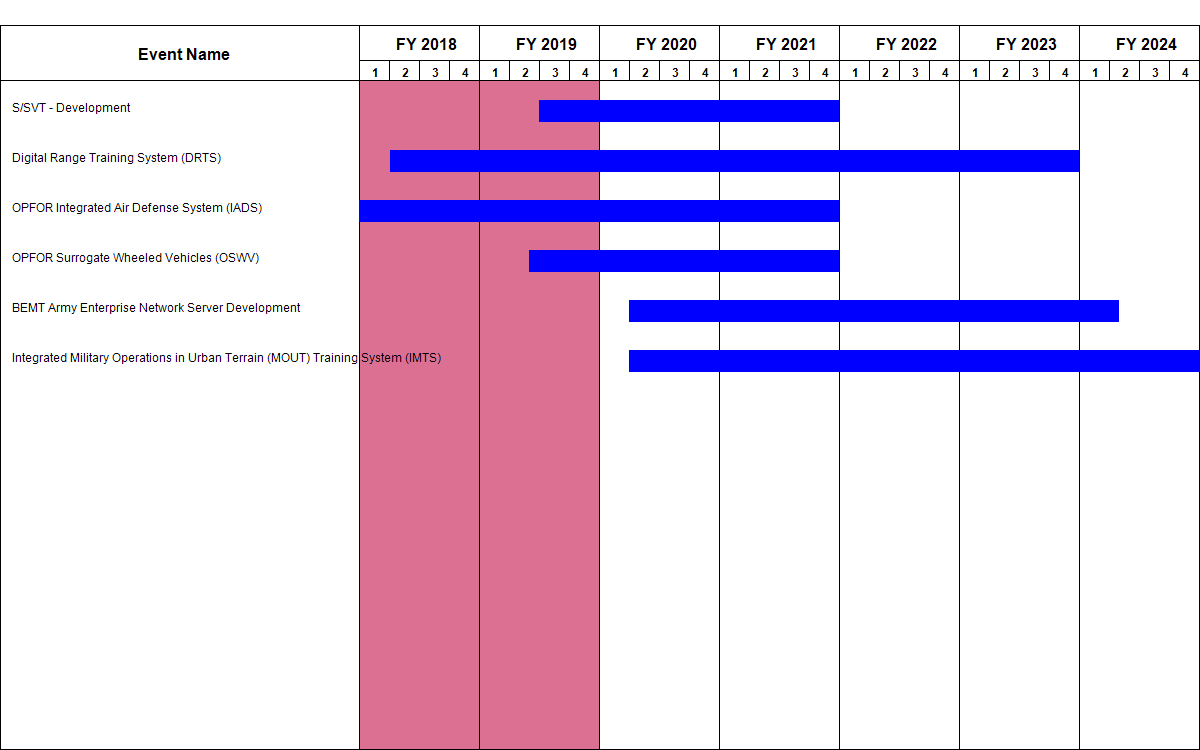 Event Name
FY 2018 FY 2019 FY 2020 FY 2021 FY 2022 FY 2023 FY 2024
1 2 3 4 1 2 3 4 1 2 3 4 1 2 3 4 1 2 3 4 1 2 3 4 1 2 3 4
S/SVT - Development
Digital Range Training System (DRTS)
OPFOR Integrated Air Defense System (IADS)
OPFOR Surrogate Wheeled Vehicles (OSWV)
BEMT Army Enterprise Network Server Development
Integrated Military Operations in Urban Terrain (MOUT) Training System (IMTS)